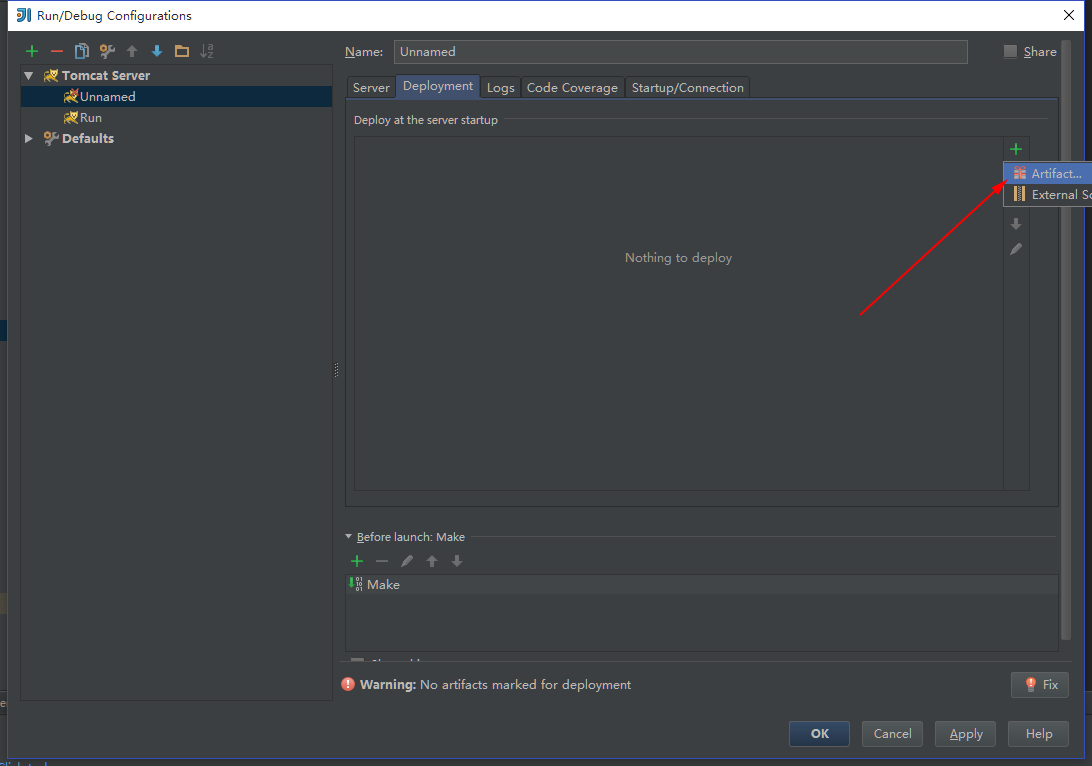 Run/Debug Configurations
Name: Unnamed
Share
Tomcat Server
Unnamed
Run
Defaults
Server Deployment Logs Code Coverage Startup/Connection
Deploy at the server startup
Artifact...
External
Nothing to deploy
Before launch: Make
Make
Warning: No artifacts marked for deployment
Fix
OK Cancel Apply Help